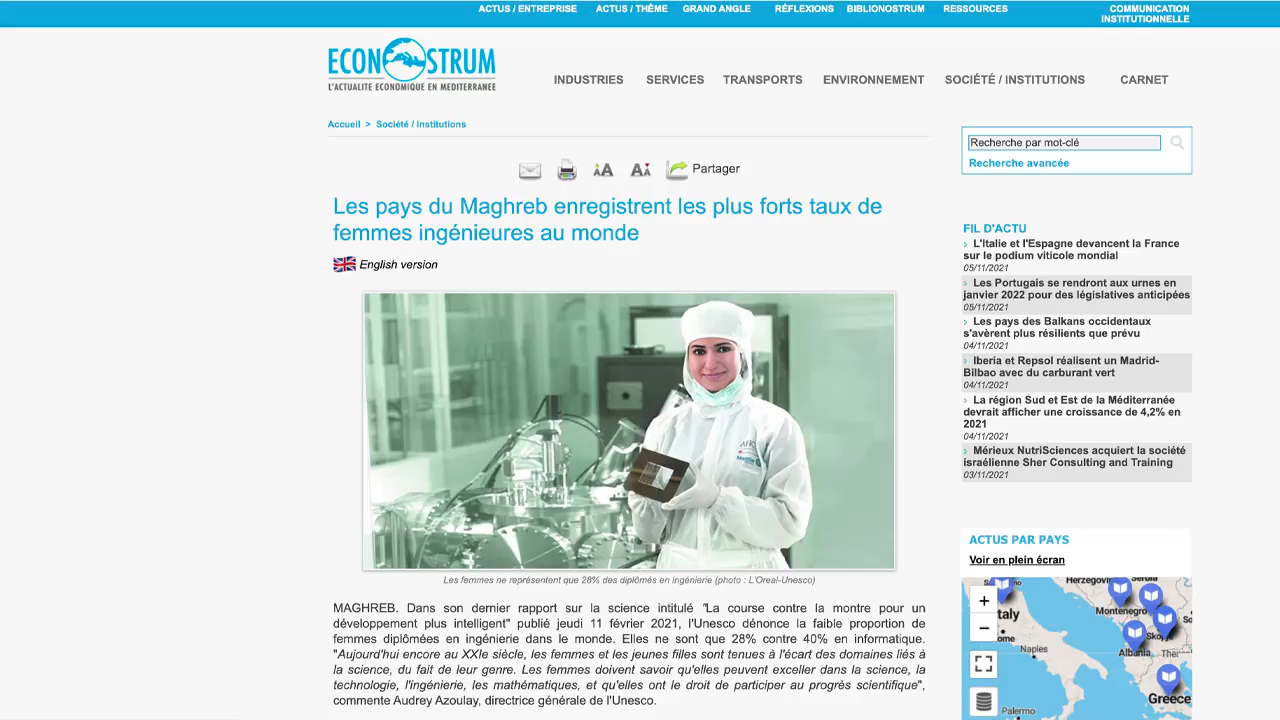 ACTUS / ENTREPRISE ACTUS / THÈME GRAND ANGLE RÉFLEXIONS BIBLIONOSTRUM RESSOURCES COMMUNICATION
INSTITUTIONNELLE
ECONOSTRUM
L'ACTUALITE ECONOMIQUE EN MEDITERRANEE
INDUSTRIES SERVICES TRANSPORTS ENVIRONNEMENT SOCIÉTÉ / INSTITUTIONS CARNET
Accueil > Société / Institutions
Partager
Les pays du Maghreb enregistrent les plus forts taux de
femmes ingénieures au monde
English version
Les femmes ne représentent que 28% des diplômés en ingénierie (photo : L'Oreal-Unesco)
MAGHREB. Dans son dernier rapport sur la science intitulé "La course contre la montre pour un
développement plus intelligent" publié jeudi 11 février 2021, l'Unesco dénonce la faible proportion de
femmes diplômées en ingénierie dans le monde. Elles ne sont que 28% contre 40% en informatique.
"Aujourd'hui encore au XXIe siècle, les femmes et les jeunes filles sont tenues à l'écart des domaines liés à
la science, du fait de leur genre. Les femmes doivent savoir qu'elles peuvent exceller dans la science, la
technologie, l'ingénierie, les mathématiques, et qu'elles ont le droit de participer au progrès scientifique",
commente Audrey Azoulay, directrice générale de l'Unesco.
Recherche par mot-clé
Recherche avancée
FIL D'ACTU
› L'Italie et l'Espagne devancent la France
sur le podium viticole mondial
05/11/2021
› Les Portugais se rendront aux urnes en
janvier 2022 pour des législatives anticipées
05/11/2021
› Les pays des Balkans occidentaux
s'avèrent plus résilients que prévu
04/11/2021
› Iberia et Repsol réalisent un Madrid-
Bilbao avec du carburant vert
04/11/2021
› La région Sud et Est de la Méditerranée
devrait afficher une croissance de 4,2% en
2021
04/11/2021
› Mérieux NutriSciences acquiert la société
israélienne Sher Consulting and Training
03/11/2021
ACTUS PAR PAYS
Voir en plein écran
+
−
Montenegro
Naples
Albania
Greece
Palermo